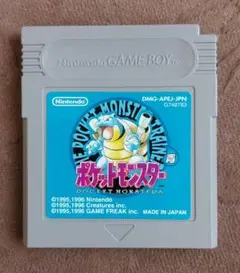 Nintendo GAME BOY
Nintendo
DMG-APEJ-JPN
THE POCKET MONSTERS TRAINER
ポケットモンスター
POCKET MONSTERS
©1995,1996 Nintendo
©1995,1996 Creatures inc.
©1995,1996 GAME FREAK inc.
MADE IN JAPAN